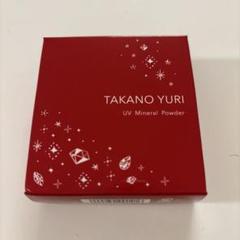 TAKANO YURI
UV Mineral Powder